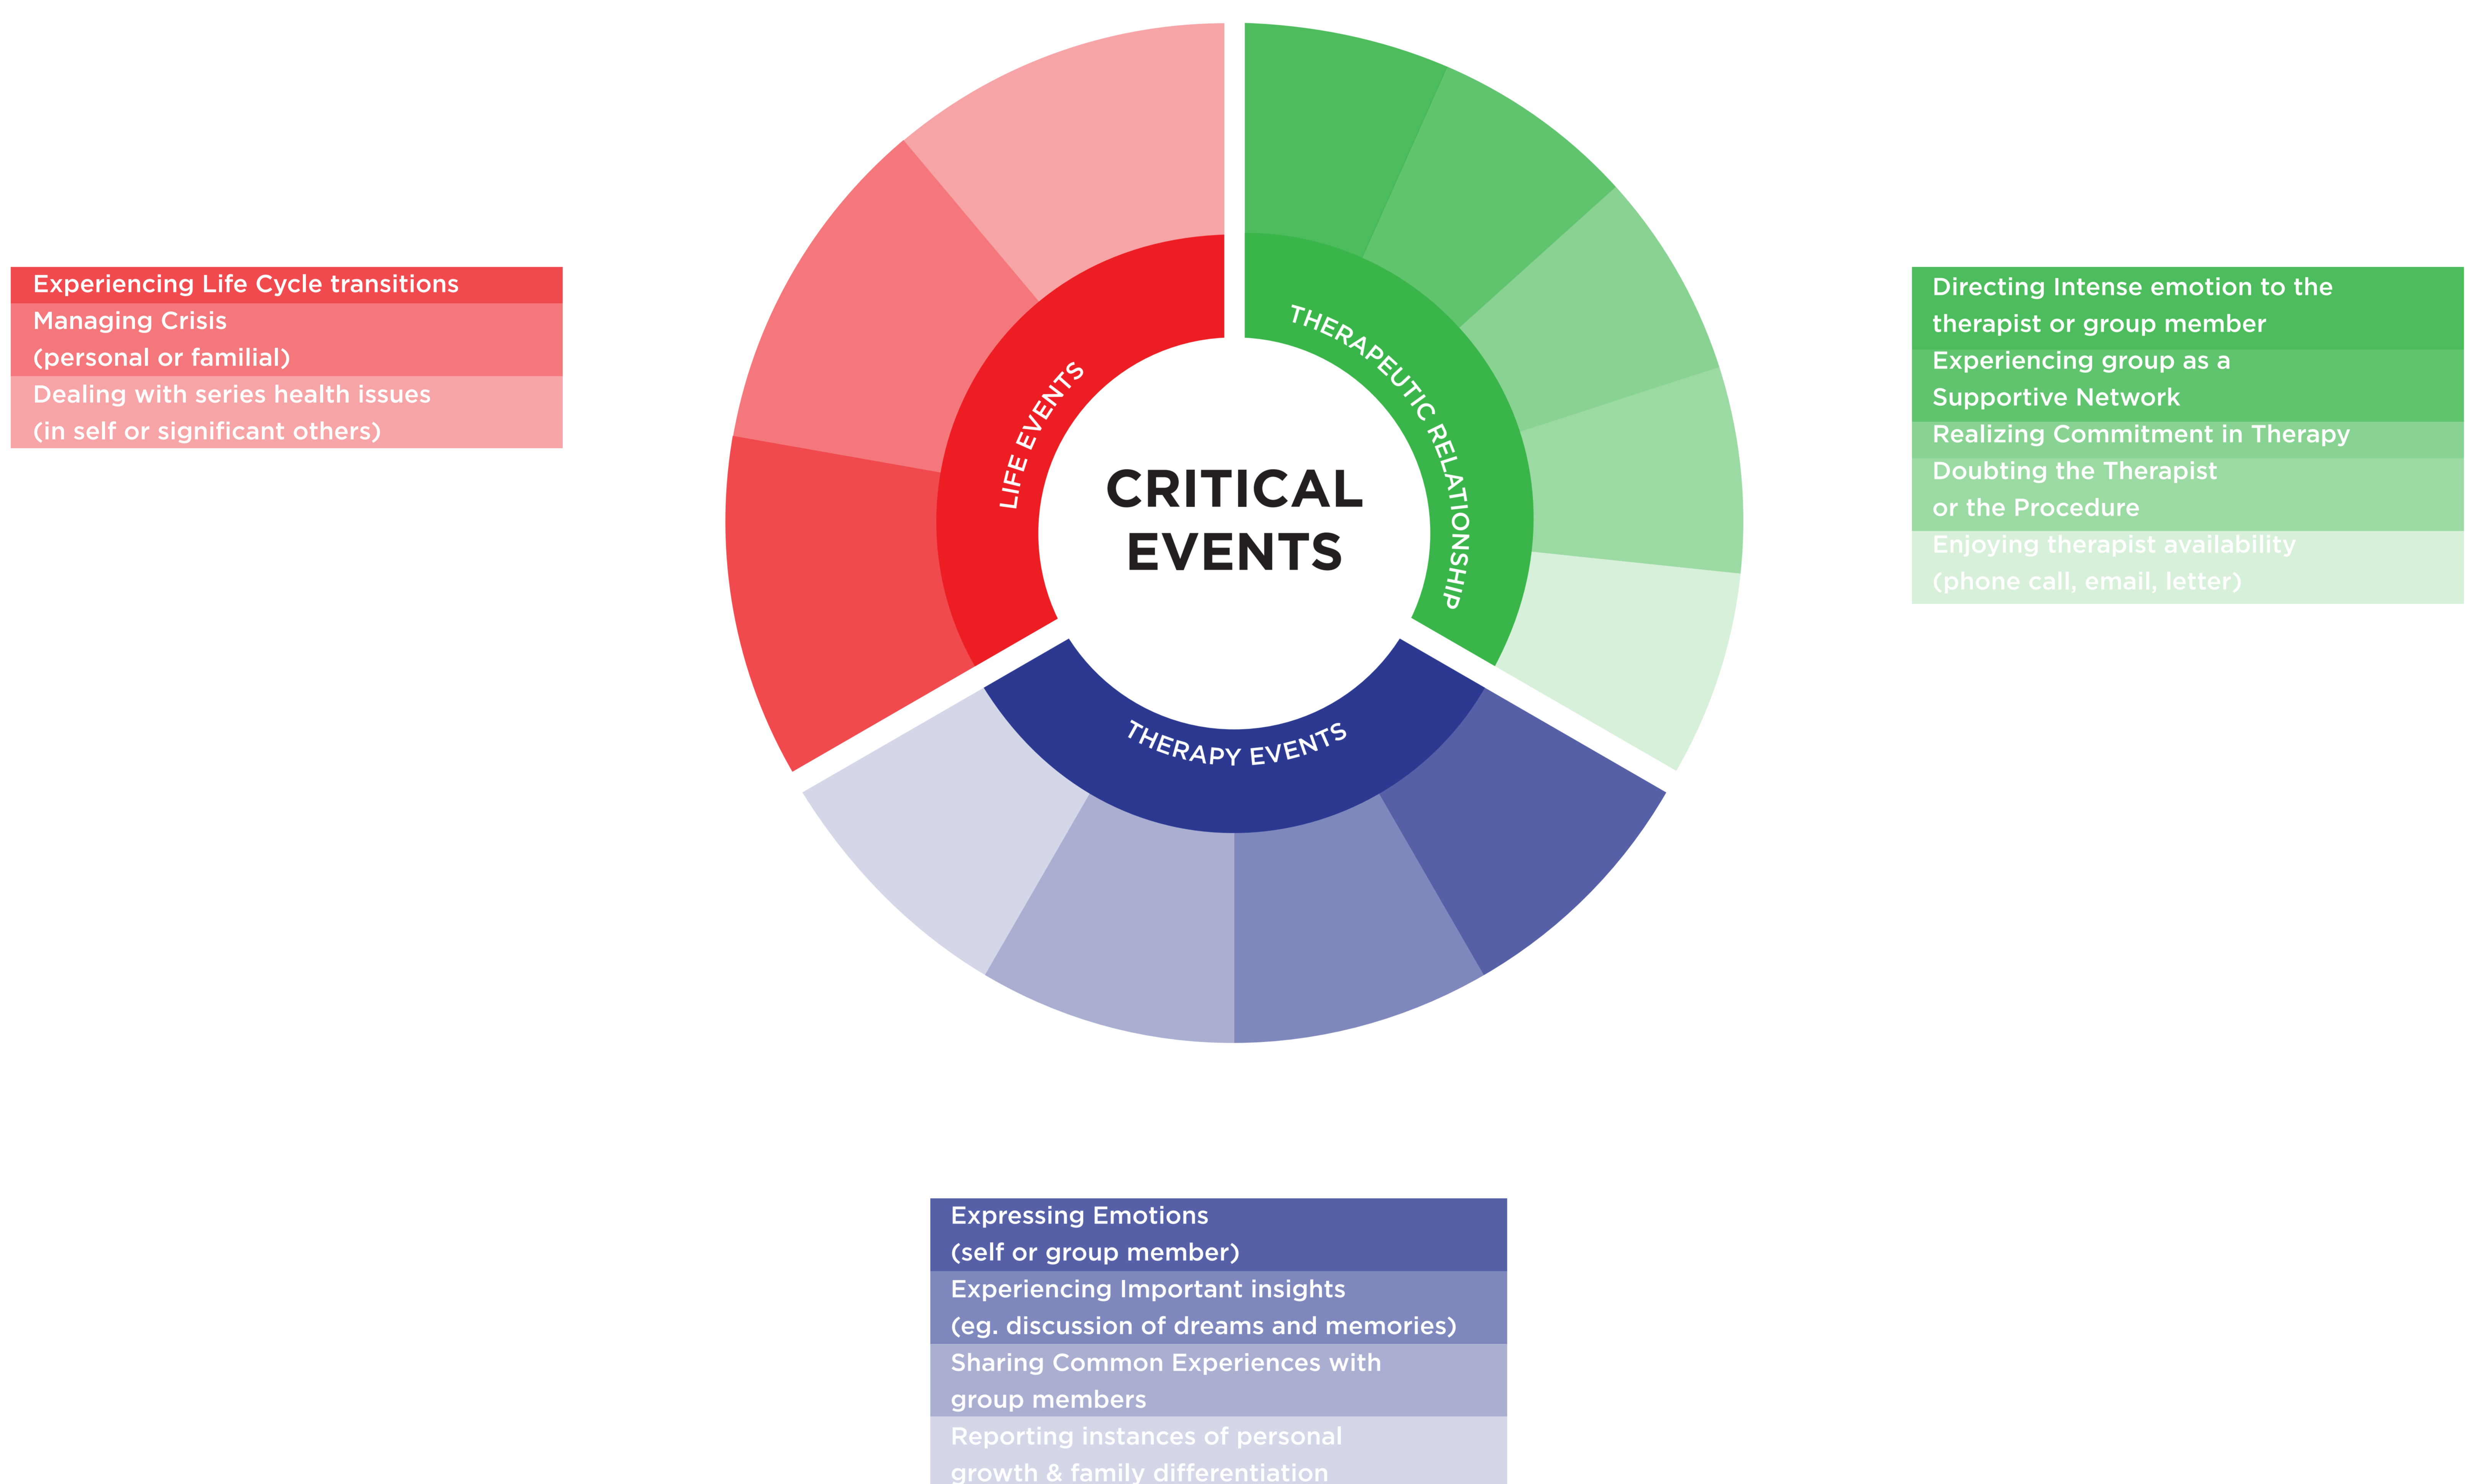 Experiencing Life Cycle transitions
Managing Crisis
(personal or familial)
Dealing with series health issues
(in self or significant others)
LIFE EVENTS
THERAPEUTIC RELATIONSHIP
CRITICAL
EVENTS
THERAPY EVENTS
Directing Intense emotion to the
therapist or group member
Experiencing group as a
Supportive Network
Realizing Commitment in Therapy
Doubting the Therapist
or the Procedure
Enjoying therapist availability
(phone call, email, letter)
Expressing Emotions
(self or group member)
Experiencing Important insights
(eg. discussion of dreams and memories)
Sharing Common Experiences with
group members
Reporting instances of personal
growth & family differentiation